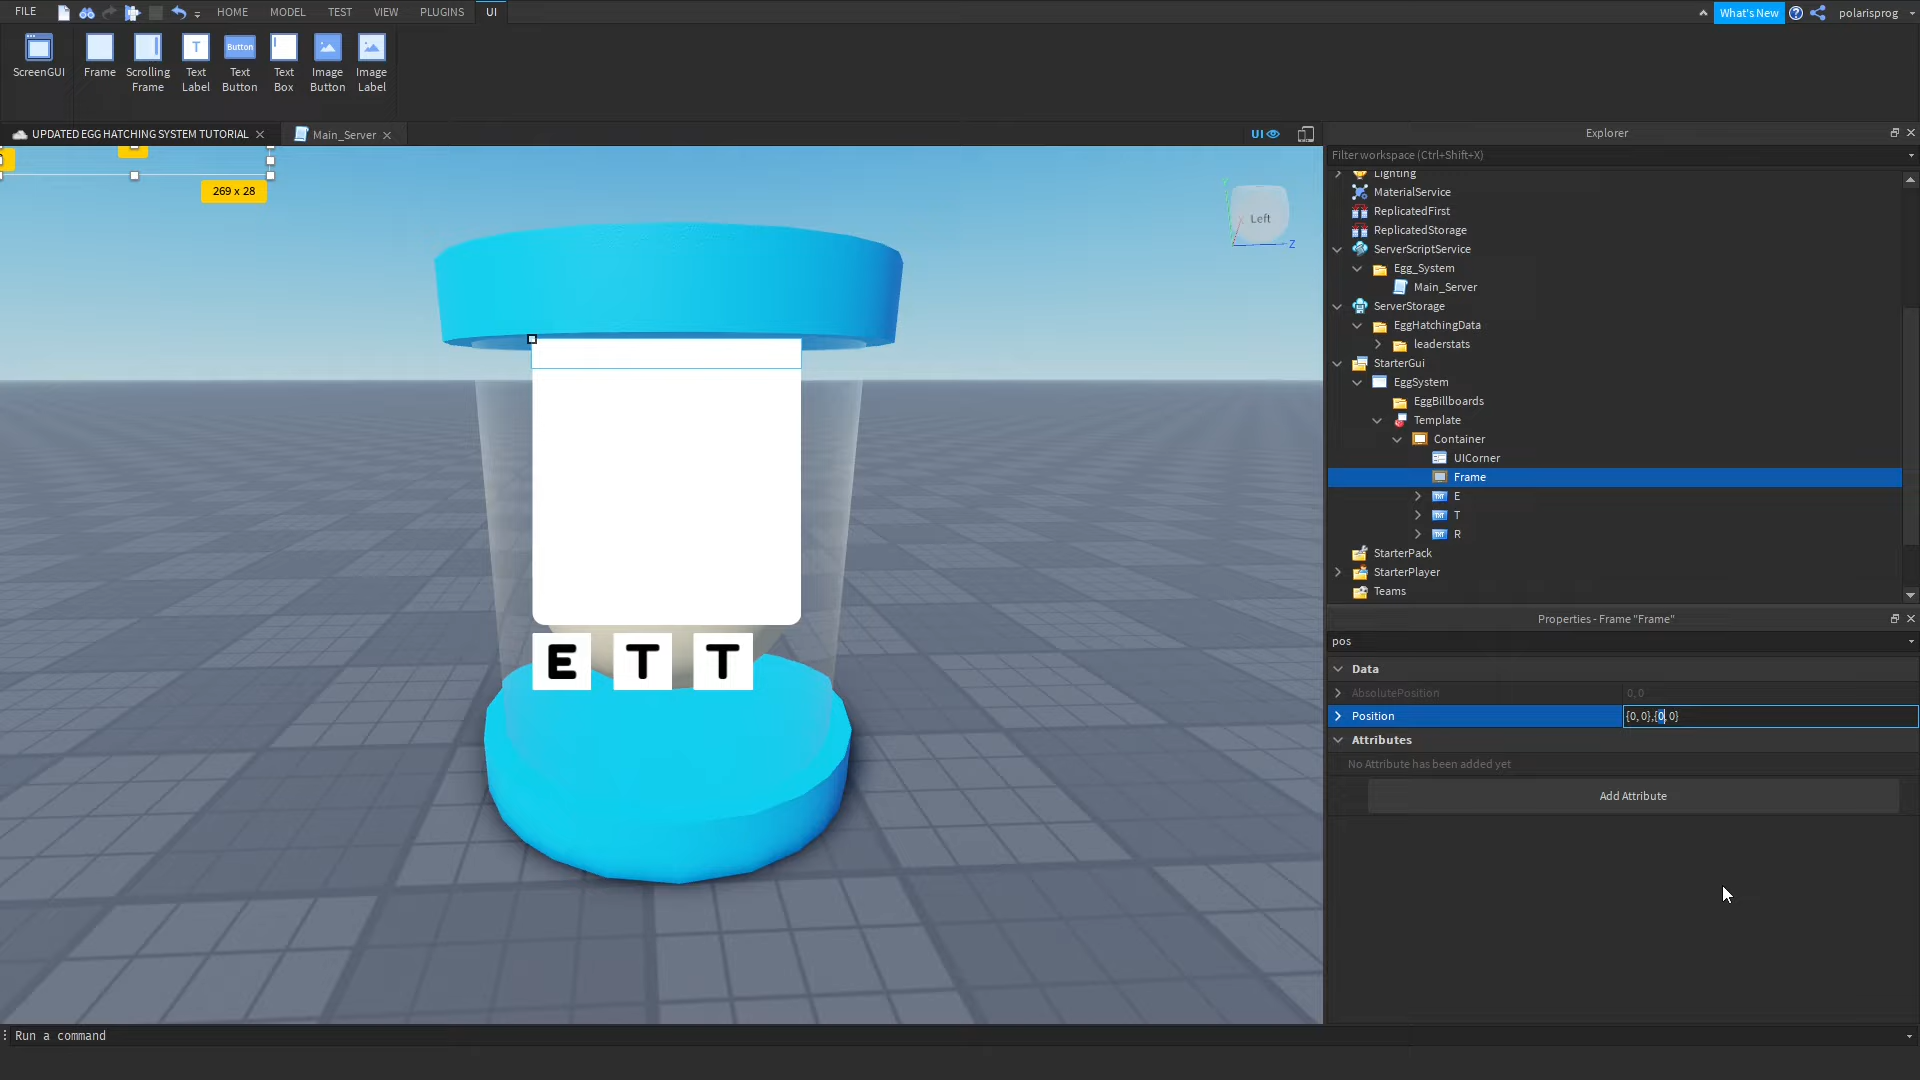 FILE HOME MODEL TEST VIEW PLUGINS UI What's New polarisprog
ScreenGUI Frame Scrolling Frame Text Label Text Button Text Box Image Button Image Label
T Button
UPDATED EGG HATCHING SYSTEM TUTORIAL Main_Server UI
269 x 28
Left
Z
E T T
Explorer
Filter workspace (Ctrl+Shift+X)
Lighting
MaterialService
ReplicatedFirst
ReplicatedStorage
ServerScriptService
Egg_System
Main_Server
ServerStorage
EggHatchingData
leaderstats
StarterGui
EggSystem
EggBillboards
Template
Container
UICorner
Frame
E
T
R
StarterPack
StarterPlayer
Teams
Properties - Frame "Frame"
pos
Data
AbsolutePosition 0, 0
Position {0, 0},{0, 0}
Attributes
No Attribute has been added yet
Add Attribute
Run a command